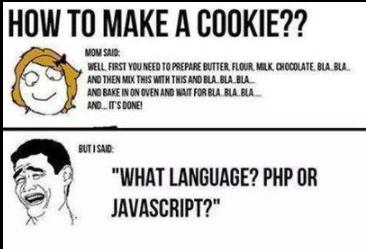 HOW TO MAKE A COOKIE??
MOM SAID:
WELL, FIRST YOU NEED TO PREPARE BUTTER, FLOUR, MILK, CHOCOLATE, BLA..BLA..
AND THEN MIX THIS WITH THIS AND BLA..BLA..BLA...
AND BAKE IN ON OVEN AND WAIT FOR BLA..BLA..BLA....
AND... IT'S DONE!
BUT I SAID:
"WHAT LANGUAGE? PHP OR
JAVASCRIPT?"